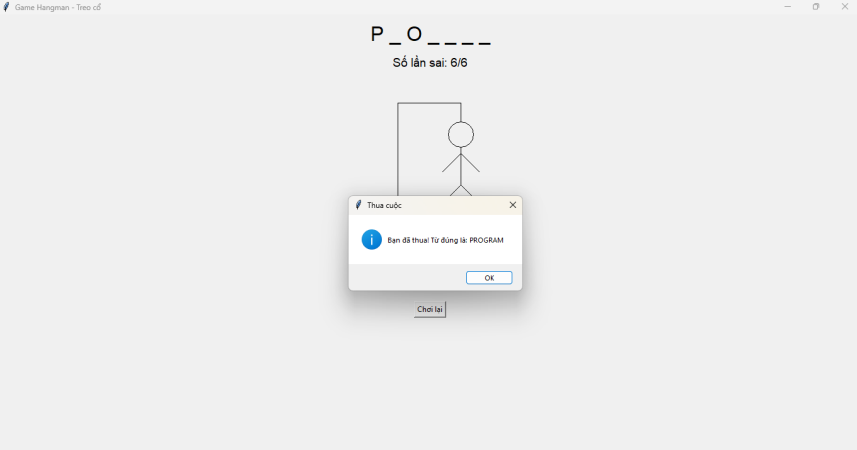 Game Hangman - Treo cổ
P _ O _ _ _ _
Số lần sai: 6/6
Thua cuộc
Bạn đã thua! Từ đúng là: PROGRAM
OK
Chơi lại